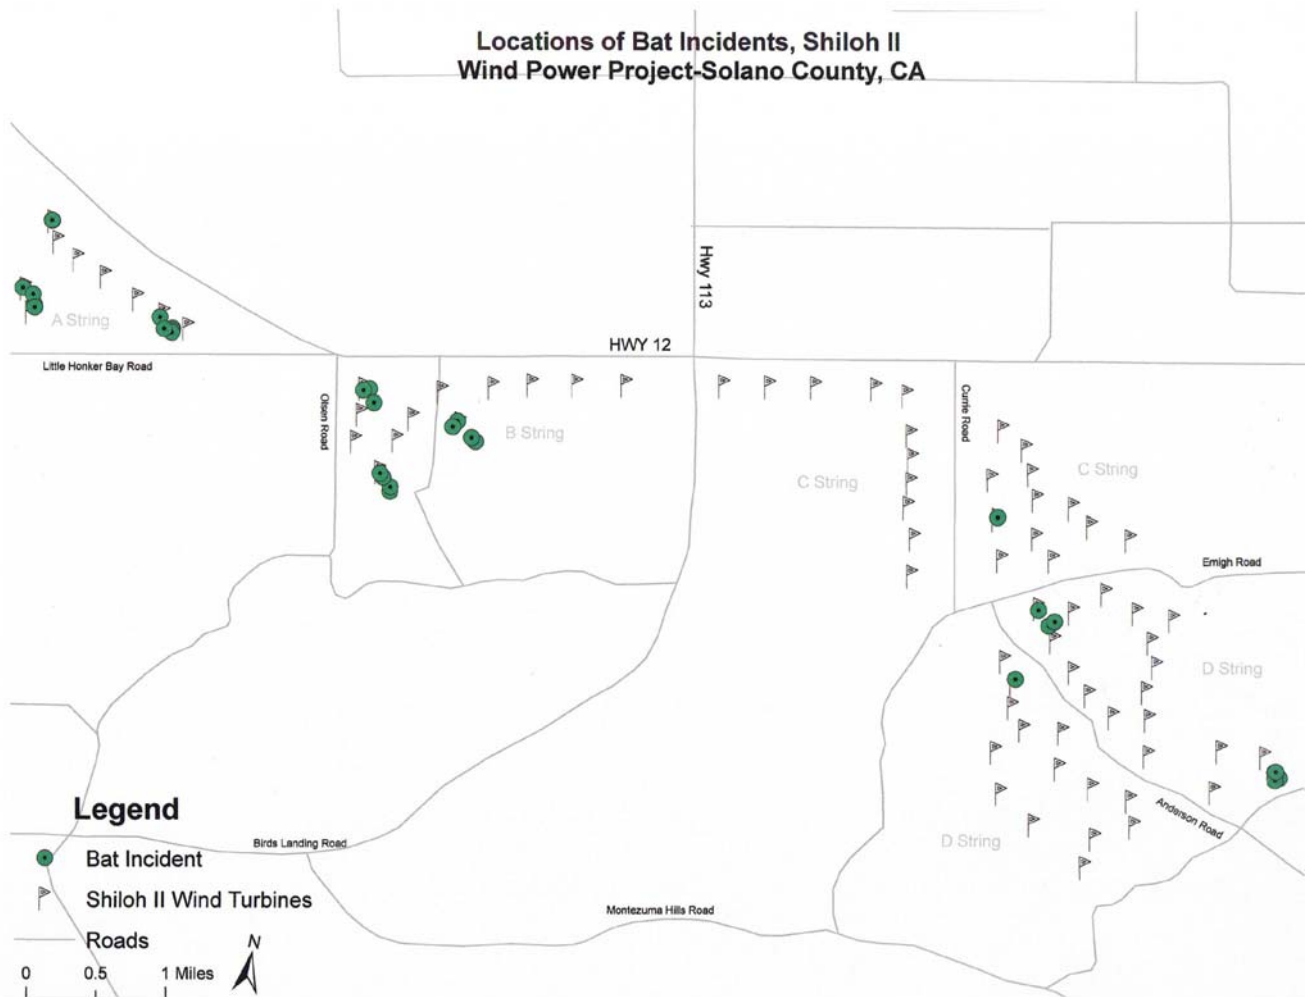 Locations of Bat Incidents, Shiloh II
Wind Power Project-Solano County, CA
Hwy 113
A String
HWY 12
Little Honker Bay Road
Olsen Road
Currie Road
B String
C String
C String
Emigh Road
D String
Legend
Anderson Road
D String
Birds Landing Road
Bat Incident
Shiloh II Wind Turbines
Montezuma Hills Road
Roads
N
0 0.5 1 Miles